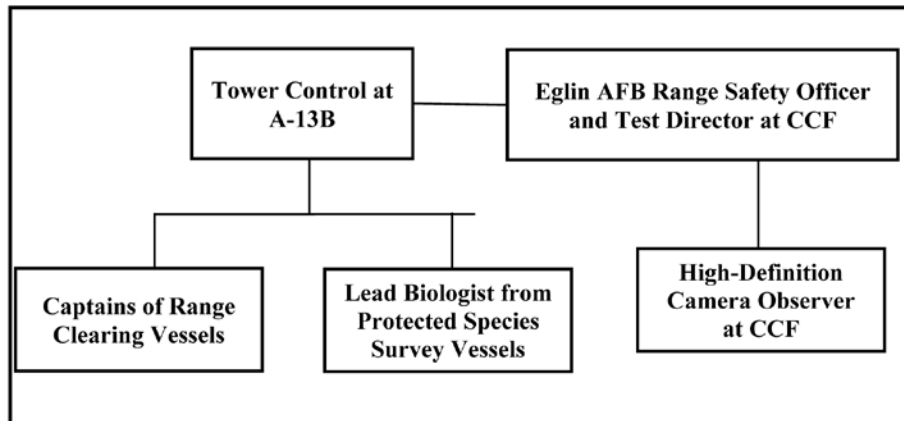 Tower Control at
A-13B
Eglin AFB Range Safety Officer
and Test Director at CCF
Captains of Range
Clearing Vessels
Lead Biologist from
Protected Species
Survey Vessels
High-Definition
Camera Observer
at CCF